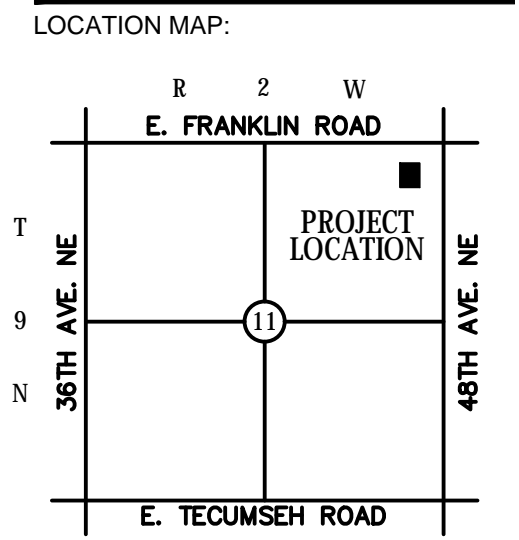 LOCATION MAP:
R 2 W
E. FRANKLIN ROAD
T
9
N
36TH AVE. NE
PROJECT
LOCATION
11
48TH AVE. NE
E. TECUMSEH ROAD